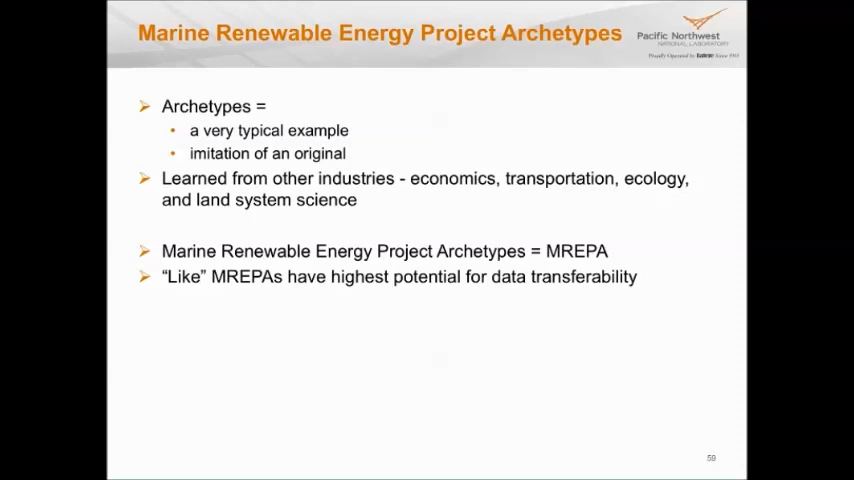 Marine Renewable Energy Project Archetypes
Pacific Northwest
NATIONAL LABORATORY
Proudly Operated by Battelle Since 1965
Archetypes =
a very typical example
imitation of an original
Learned from other industries - economics, transportation, ecology,
and land system science
Marine Renewable Energy Project Archetypes = MREPA
“Like” MREPAs have highest potential for data transferability
59